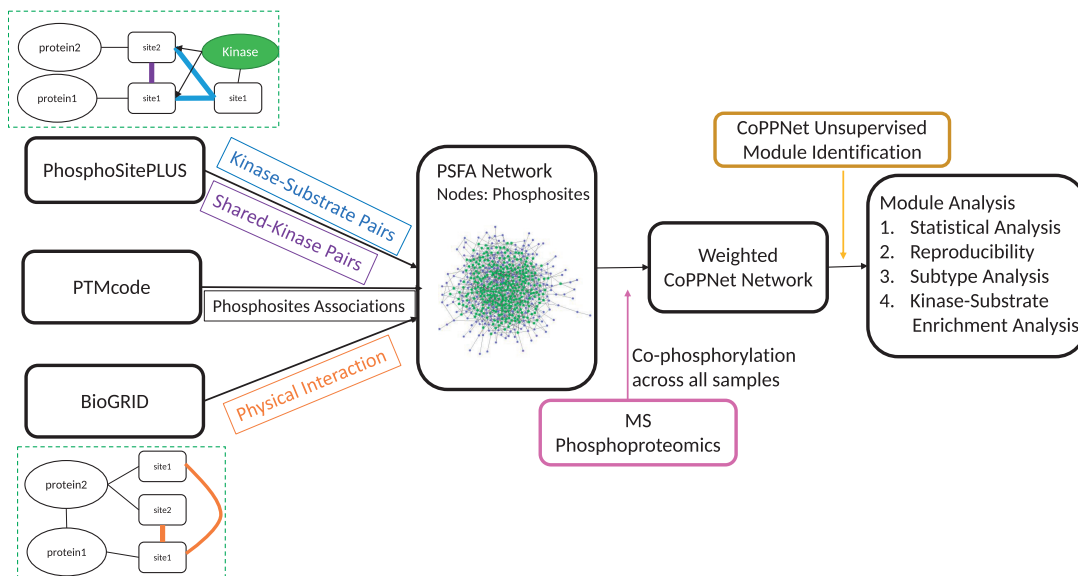 protein2
site2
Kinase
protein1
site1
site1
PhosphoSitePLUS
Kinase-Substrate Pairs
Shared-Kinase Pairs
PTMcode
Phosphosites Associations
BioGRID
Physical Interaction
protein2
site1
site2
protein1
site1
PSFA Network
Nodes: Phosphosites
Weighted
CoPPNet Network
Co-phosphorylation
across all samples
MS
Phosphoproteomics
CoPPNet Unsupervised
Module Identification
Module Analysis
1. Statistical Analysis
2. Reproducibility
3. Subtype Analysis
4. Kinase-Substrate
Enrichment Analysis